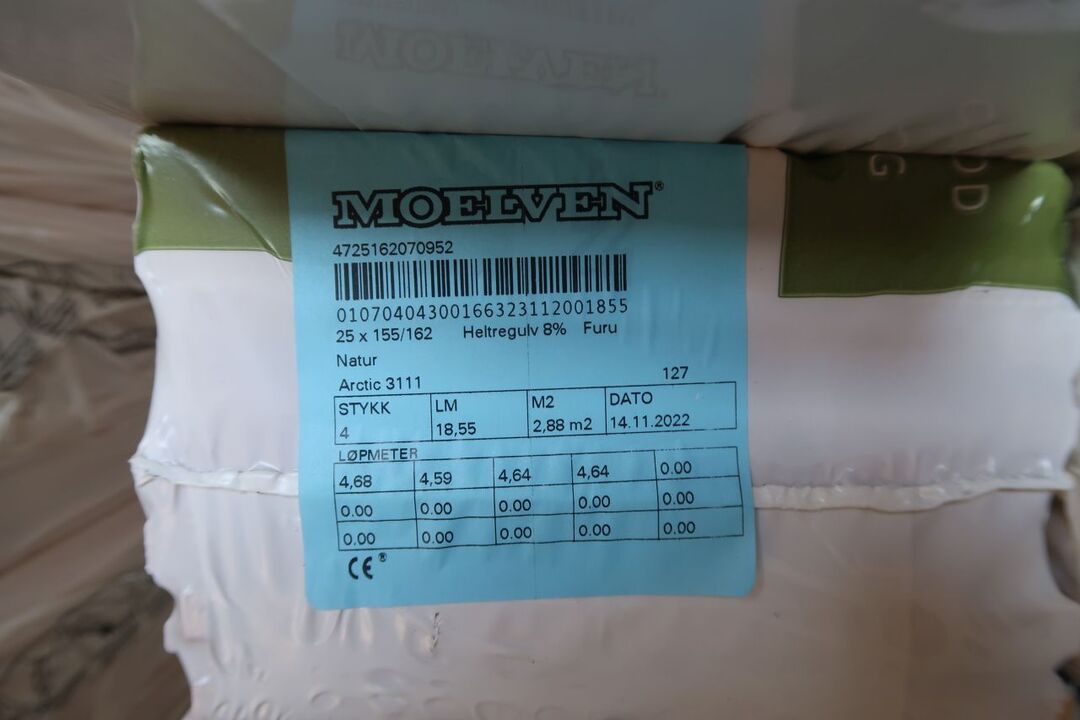 MOELVEN®
4725162070952
01070404300166323112001855
25 x 155/162 Heltregulv 8% Furu
Natur
Arctic 3111 127
STYKK LM M2 DATO
4 18,55 2,88 m2 14.11.2022
LØPMETER
4,68 4,59 4,64 4,64 0.00
0.00 0.00 0.00 0.00 0.00
0.00 0.00 0.00 0.00 0.00
CE®